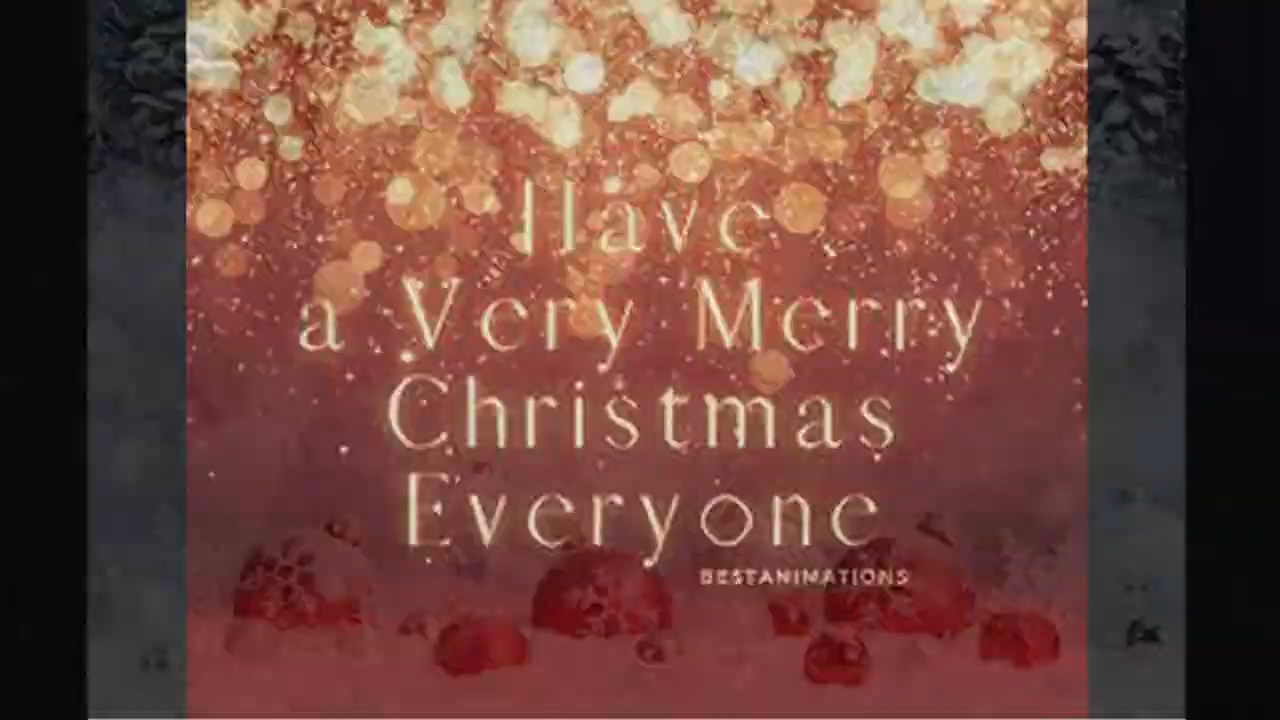 Have
a Very Merry
Christmas
Everyone
BESTANIMATIONS